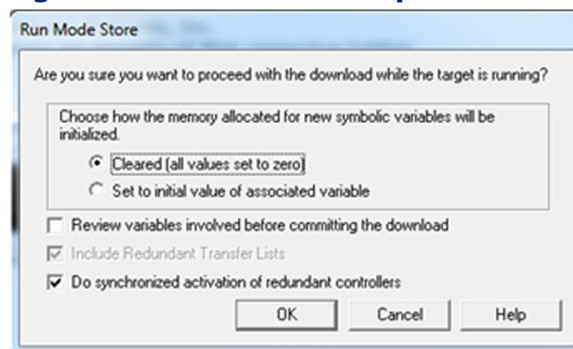 Run Mode Store
Are you sure you want to proceed with the download while the target is running?
Choose how the memory allocated for new symbolic variables will be
initialized.
Cleared (all values set to zero)
Set to initial value of associated variable
Review variables involved before committing the download
Include Redundant Transfer Lists
Do synchronized activation of redundant controllers
OK Cancel Help